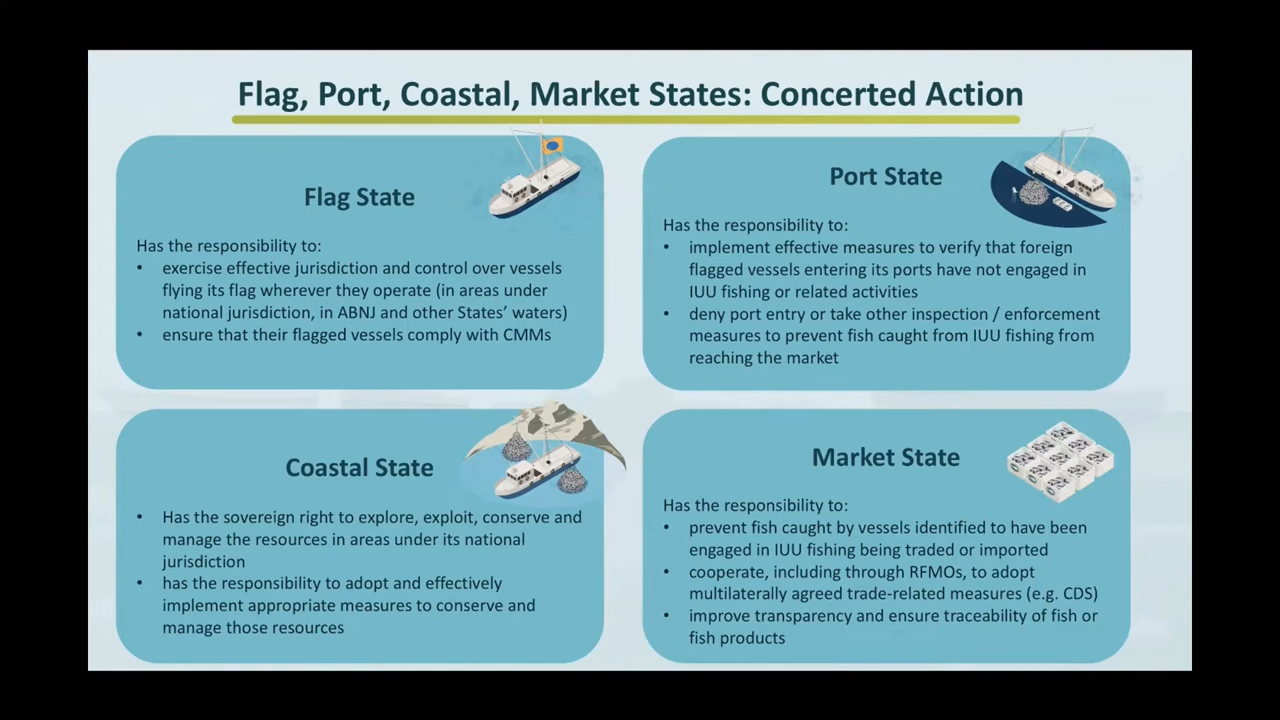 Flag, Port, Coastal, Market States: Concerted Action
Flag State
Has the responsibility to:
• exercise effective jurisdiction and control over vessels
flying its flag wherever they operate (in areas under
national jurisdiction, in ABNJ and other States’ waters)
• ensure that their flagged vessels comply with CMMs
Port State
Has the responsibility to:
• implement effective measures to verify that foreign
flagged vessels entering its ports have not engaged in
IUU fishing or related activities
• deny port entry or take other inspection / enforcement
measures to prevent fish caught from IUU fishing from
reaching the market
Coastal State
• Has the sovereign right to explore, exploit, conserve and
manage the resources in areas under its national
jurisdiction
• has the responsibility to adopt and effectively
implement appropriate measures to conserve and
manage those resources
Market State
Has the responsibility to:
• prevent fish caught by vessels identified to have been
engaged in IUU fishing being traded or imported
• cooperate, including through RFMOs, to adopt
multilaterally agreed trade-related measures (e.g. CDS)
• improve transparency and ensure traceability of fish or
fish products